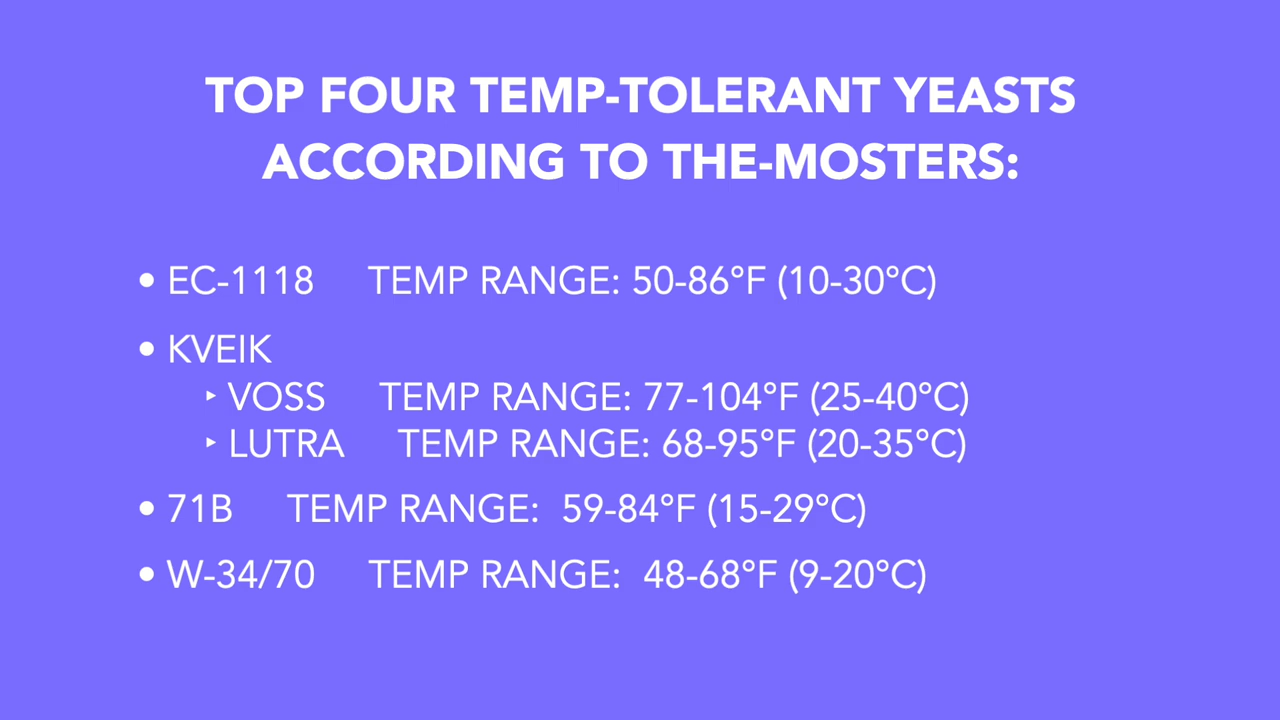 TOP FOUR TEMP-TOLERANT YEASTS
ACCORDING TO THE-MOSTERS:
• EC-1118 TEMP RANGE: 50-86°F (10-30°C)
• KVEIK
‣ VOSS TEMP RANGE: 77-104°F (25-40°C)
‣ LUTRA TEMP RANGE: 68-95°F (20-35°C)
• 71B TEMP RANGE: 59-84°F (15-29°C)
• W-34/70 TEMP RANGE: 48-68°F (9-20°C)